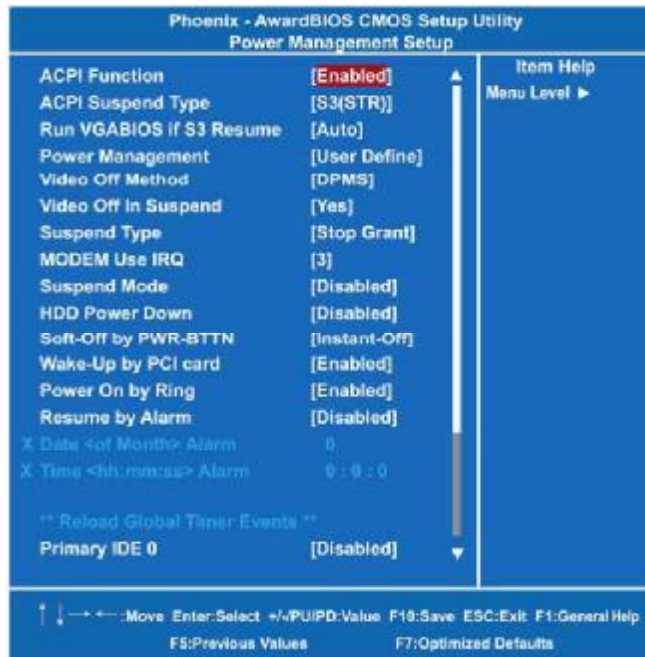 Phoenix - AwardBIOS CMOS Setup Utility
Power Management Setup
ACPI Function [Enabled]
ACPI Suspend Type [S3(STR)]
Run VGABIOS if S3 Resume [Auto]
Power Management [User Define]
Video Off Method [DPMS]
Video Off In Suspend [Yes]
Suspend Type [Stop Grant]
MODEM Use IRQ [3]
Suspend Mode [Disabled]
HDD Power Down [Disabled]
Soft-Off by PWR-BTTN [Instant-Off]
Wake-Up by PCI card [Enabled]
Power On by Ring [Enabled]
Resume by Alarm [Disabled]
X Date <of Month> Alarm 0
X Time <hh:mm:ss> Alarm 0 : 0 : 0
** Reload Global Timer Events **
Primary IDE 0 [Disabled]
Item Help
Menu Level ▶
↑ ↓ → ← :Move Enter:Select +/-/PU/PD:Value F10:Save ESC:Exit F1:General Help
F5:Previous Values F7:Optimized Defaults